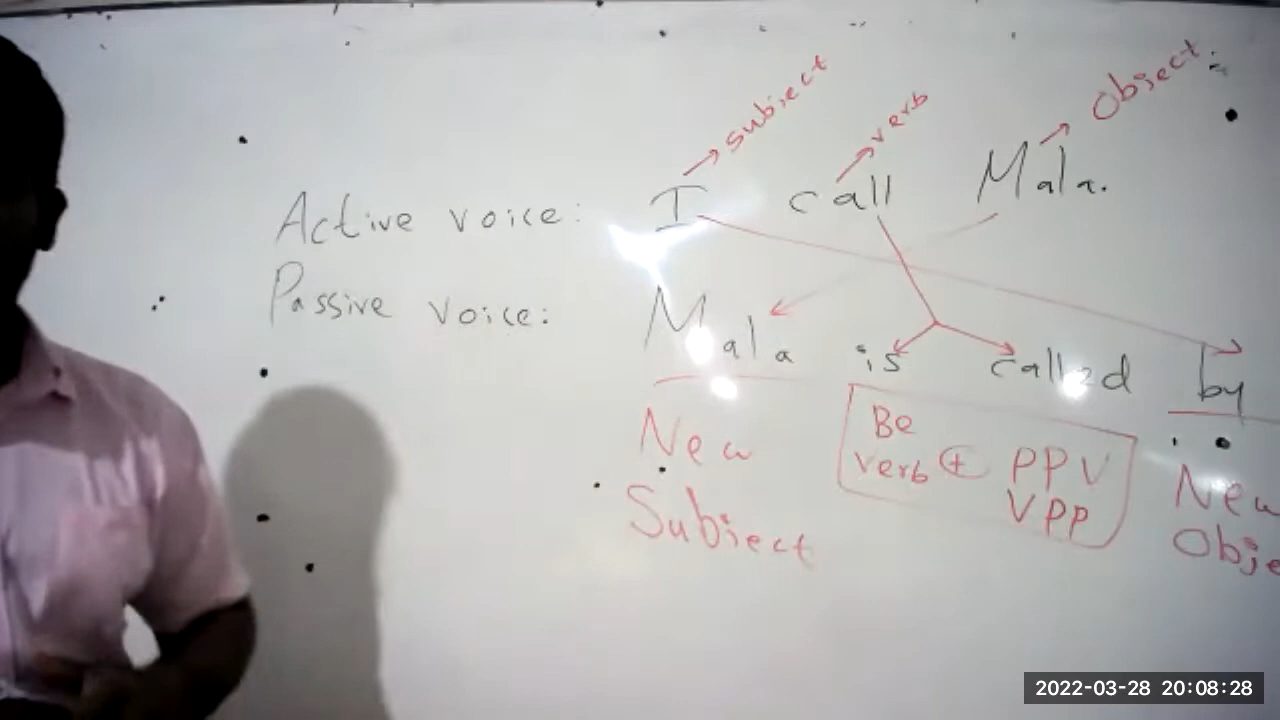 subject verb Object.
Active voice: I call Mala.
Passive voice: Mala is called by
New Subject
Be verb + PPV VPP
New Obje
2022-03-28 20:08:28